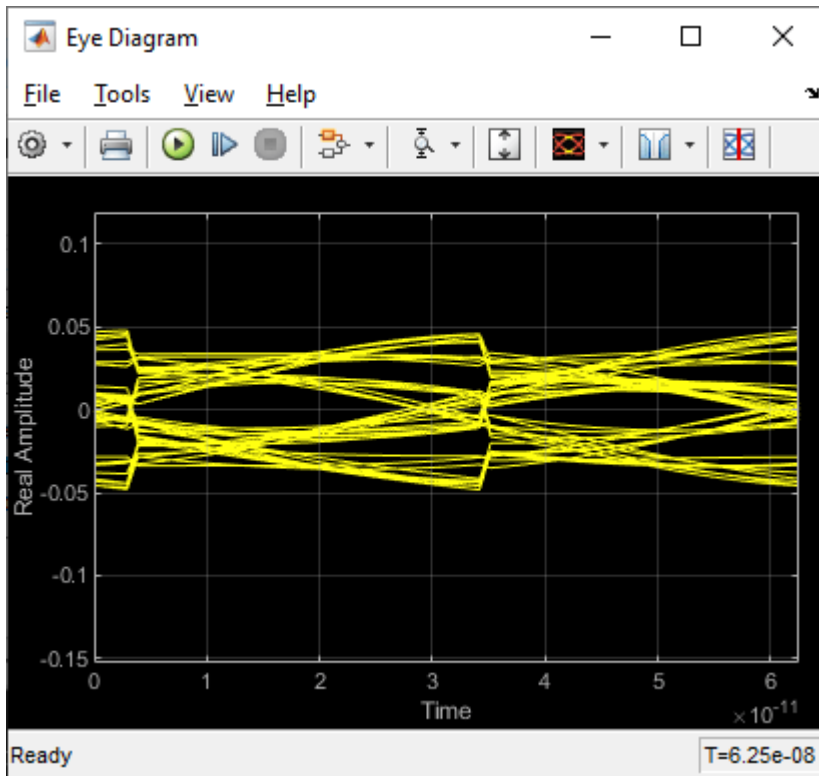 Eye Diagram
File Tools View Help
0.1
0.05
0
-0.05
-0.1
-0.15
Real Amplitude
0 1 2 3 4 5 6
Time
×10-11
Ready
T=6.25e-08